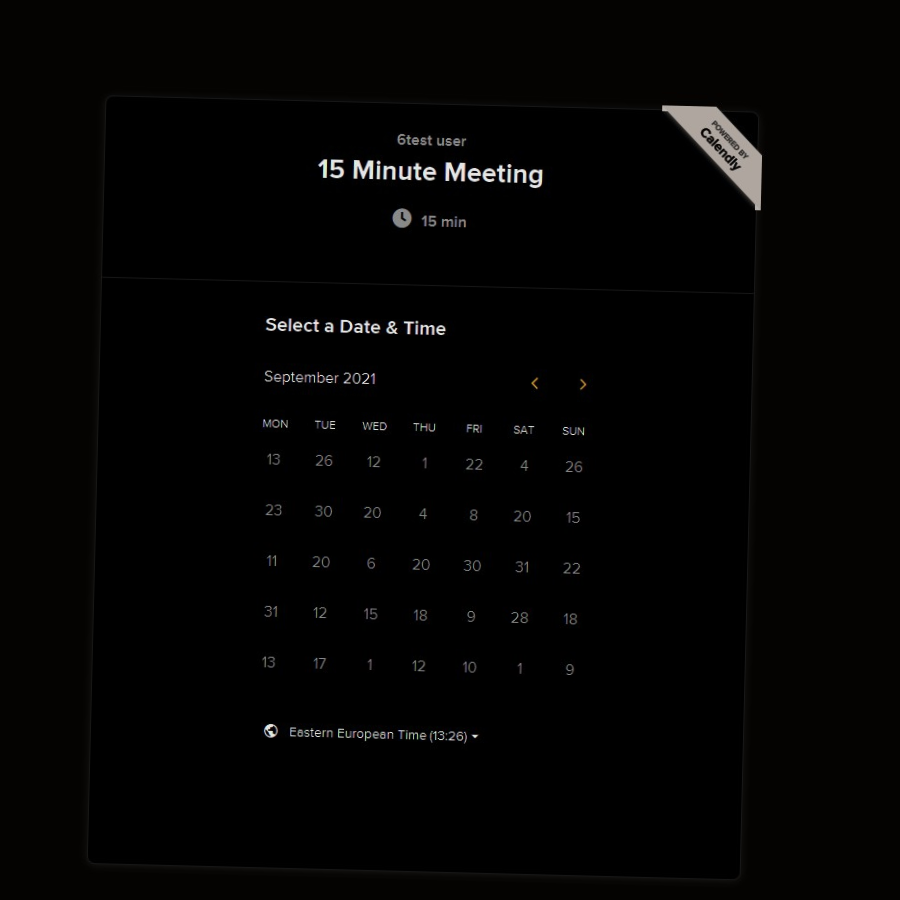 POWERED BY
Calendly
6test user
15 Minute Meeting
15 min
Select a Date & Time
September 2021
MON TUE WED THU FRI SAT SUN
13 26 12 1 22 4 26
23 30 20 4 8 20 15
11 20 6 20 30 31 22
31 12 15 18 9 28 18
13 17 1 12 10 1 9
Eastern European Time (13:26)